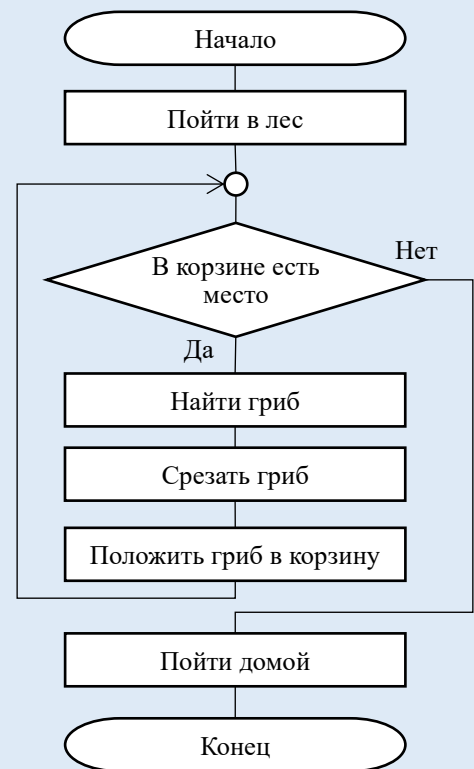 Начало
Пойти в лес
Нет
В корзине есть
место
Да
Найти гриб
Срезать гриб
Положить гриб в корзину
Пойти домой
Конец